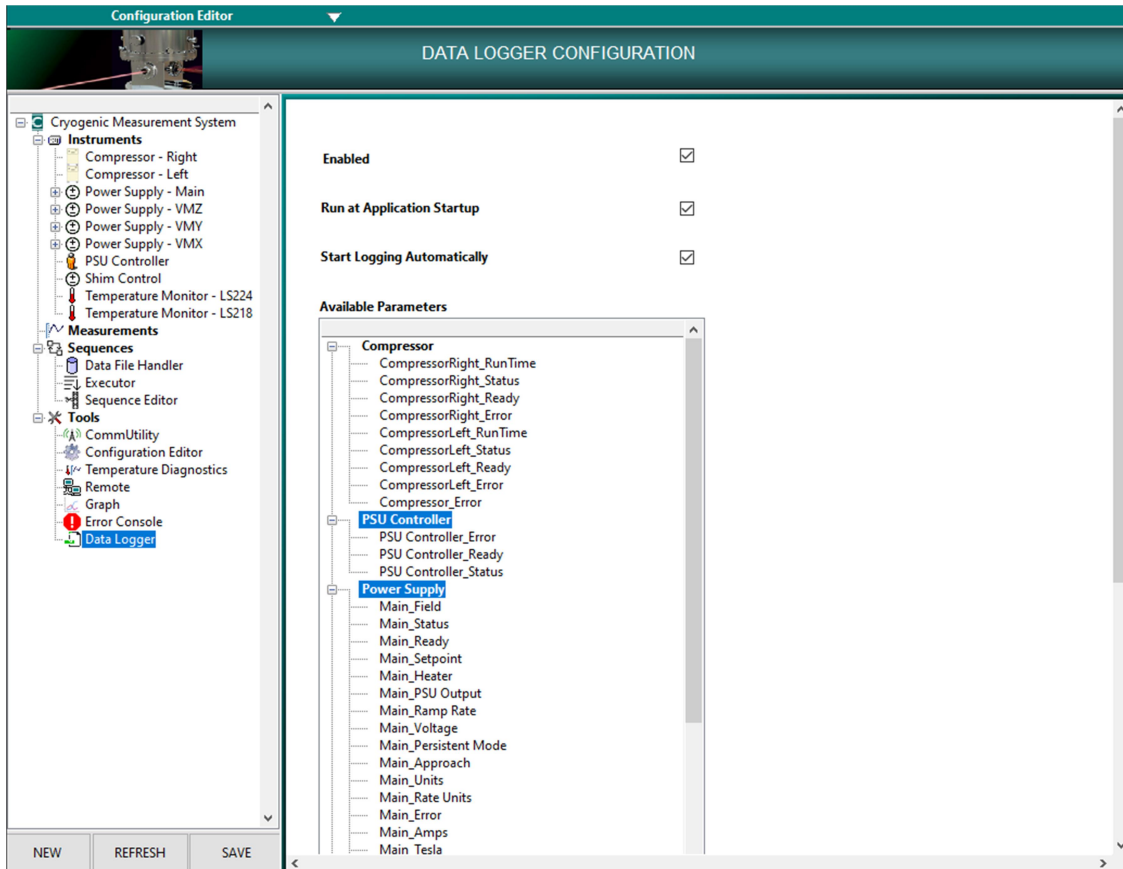 Configuration Editor
DATA LOGGER CONFIGURATION
Cryogenic Measurement System
Instruments
Compressor - Right
Compressor - Left
Power Supply - Main
Power Supply - VMZ
Power Supply - VMY
Power Supply - VMX
PSU Controller
Shim Control
Temperature Monitor - LS224
Temperature Monitor - LS218
Measurements
Sequences
Data File Handler
Executor
Sequence Editor
Tools
CommUtility
Configuration Editor
Temperature Diagnostics
Remote
Graph
Error Console
Data Logger
NEW
REFRESH
SAVE
Enabled
Run at Application Startup
Start Logging Automatically
Available Parameters
Compressor
CompressorRight_RunTime
CompressorRight_Status
CompressorRight_Ready
CompressorRight_Error
CompressorLeft_RunTime
CompressorLeft_Status
CompressorLeft_Ready
CompressorLeft_Error
Compressor_Error
PSU Controller
PSU Controller_Error
PSU Controller_Ready
PSU Controller_Status
Power Supply
Main_Field
Main_Status
Main_Ready
Main_Setpoint
Main_Heater
Main_PSU Output
Main_Ramp Rate
Main_Voltage
Main_Persistent Mode
Main_Approach
Main_Units
Main_Rate Units
Main_Error
Main_Amps
Main_Tesla